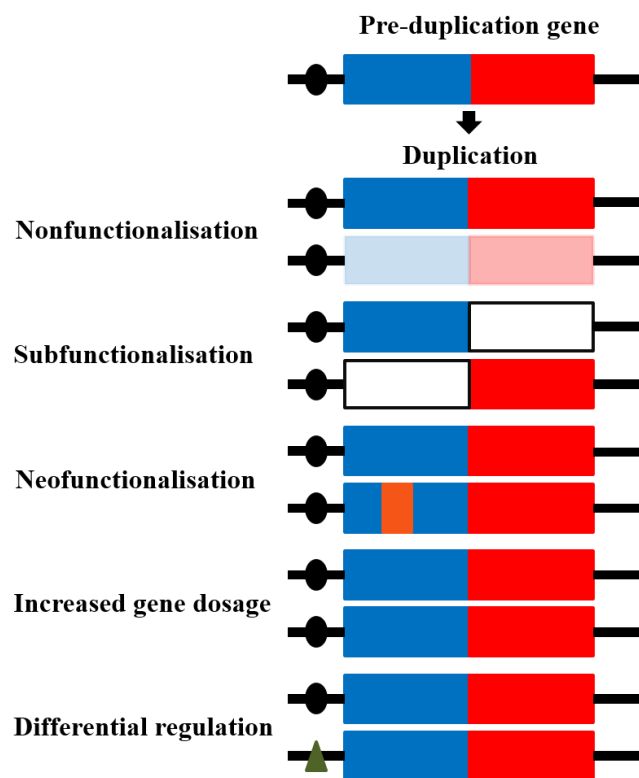 Pre-duplication gene
Duplication
Nonfunctionalisation
Subfunctionalisation
Neofunctionalisation
Increased gene dosage
Differential regulation